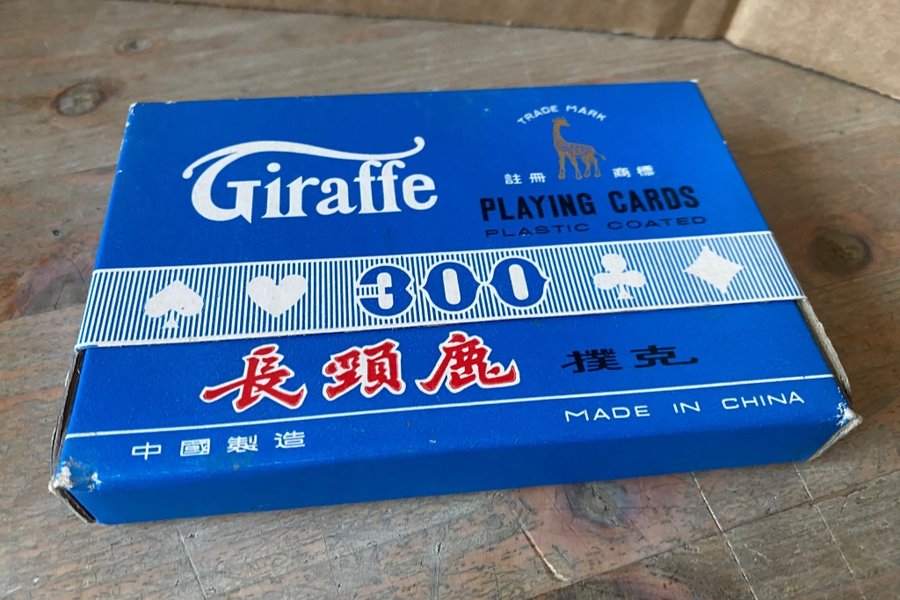 Giraffe
TRADE MARK
註冊 商標
PLAYING CARDS
PLASTIC COATED
300
長頸鹿 撲克
中國製造
MADE IN CHINA